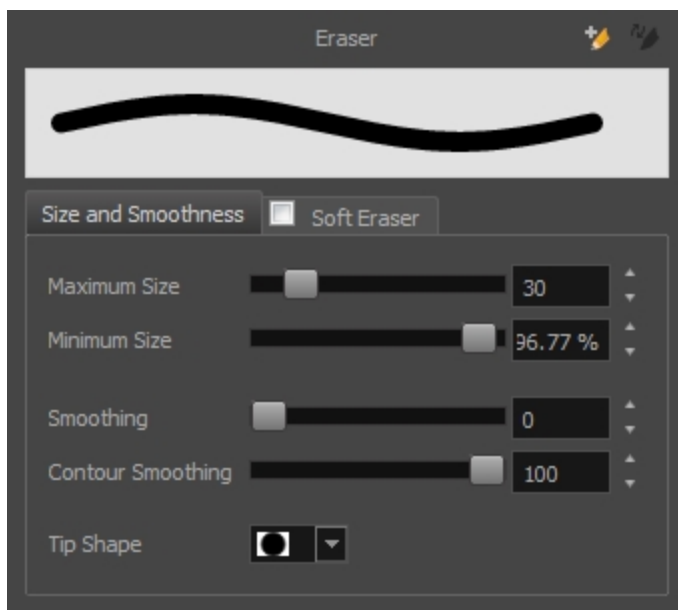 Eraser
Size and Smoothness Soft Eraser
Maximum Size 30
Minimum Size 96.77 %
Smoothing 0
Contour Smoothing 100
Tip Shape